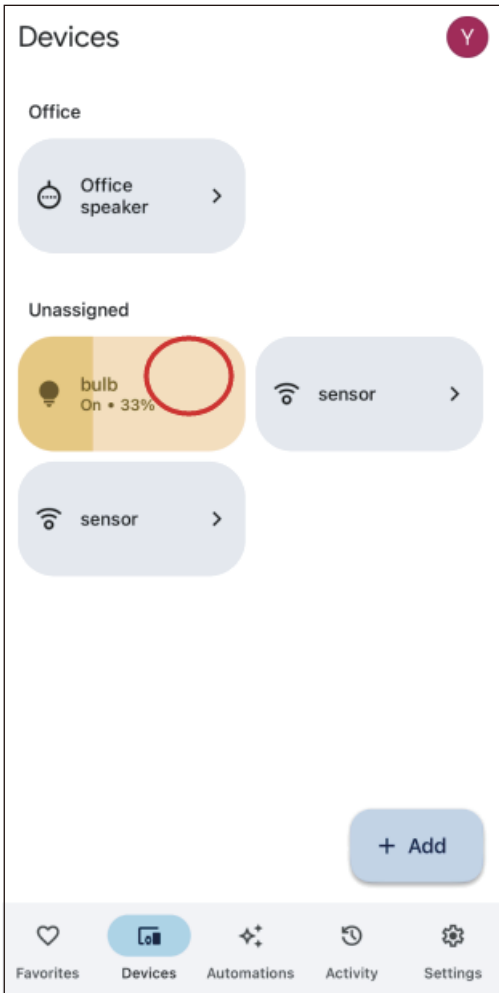 Devices
Y
Office
Office
speaker
Unassigned
bulb
On • 33%
sensor
sensor
+ Add
Favorites
Devices
Automations
Activity
Settings